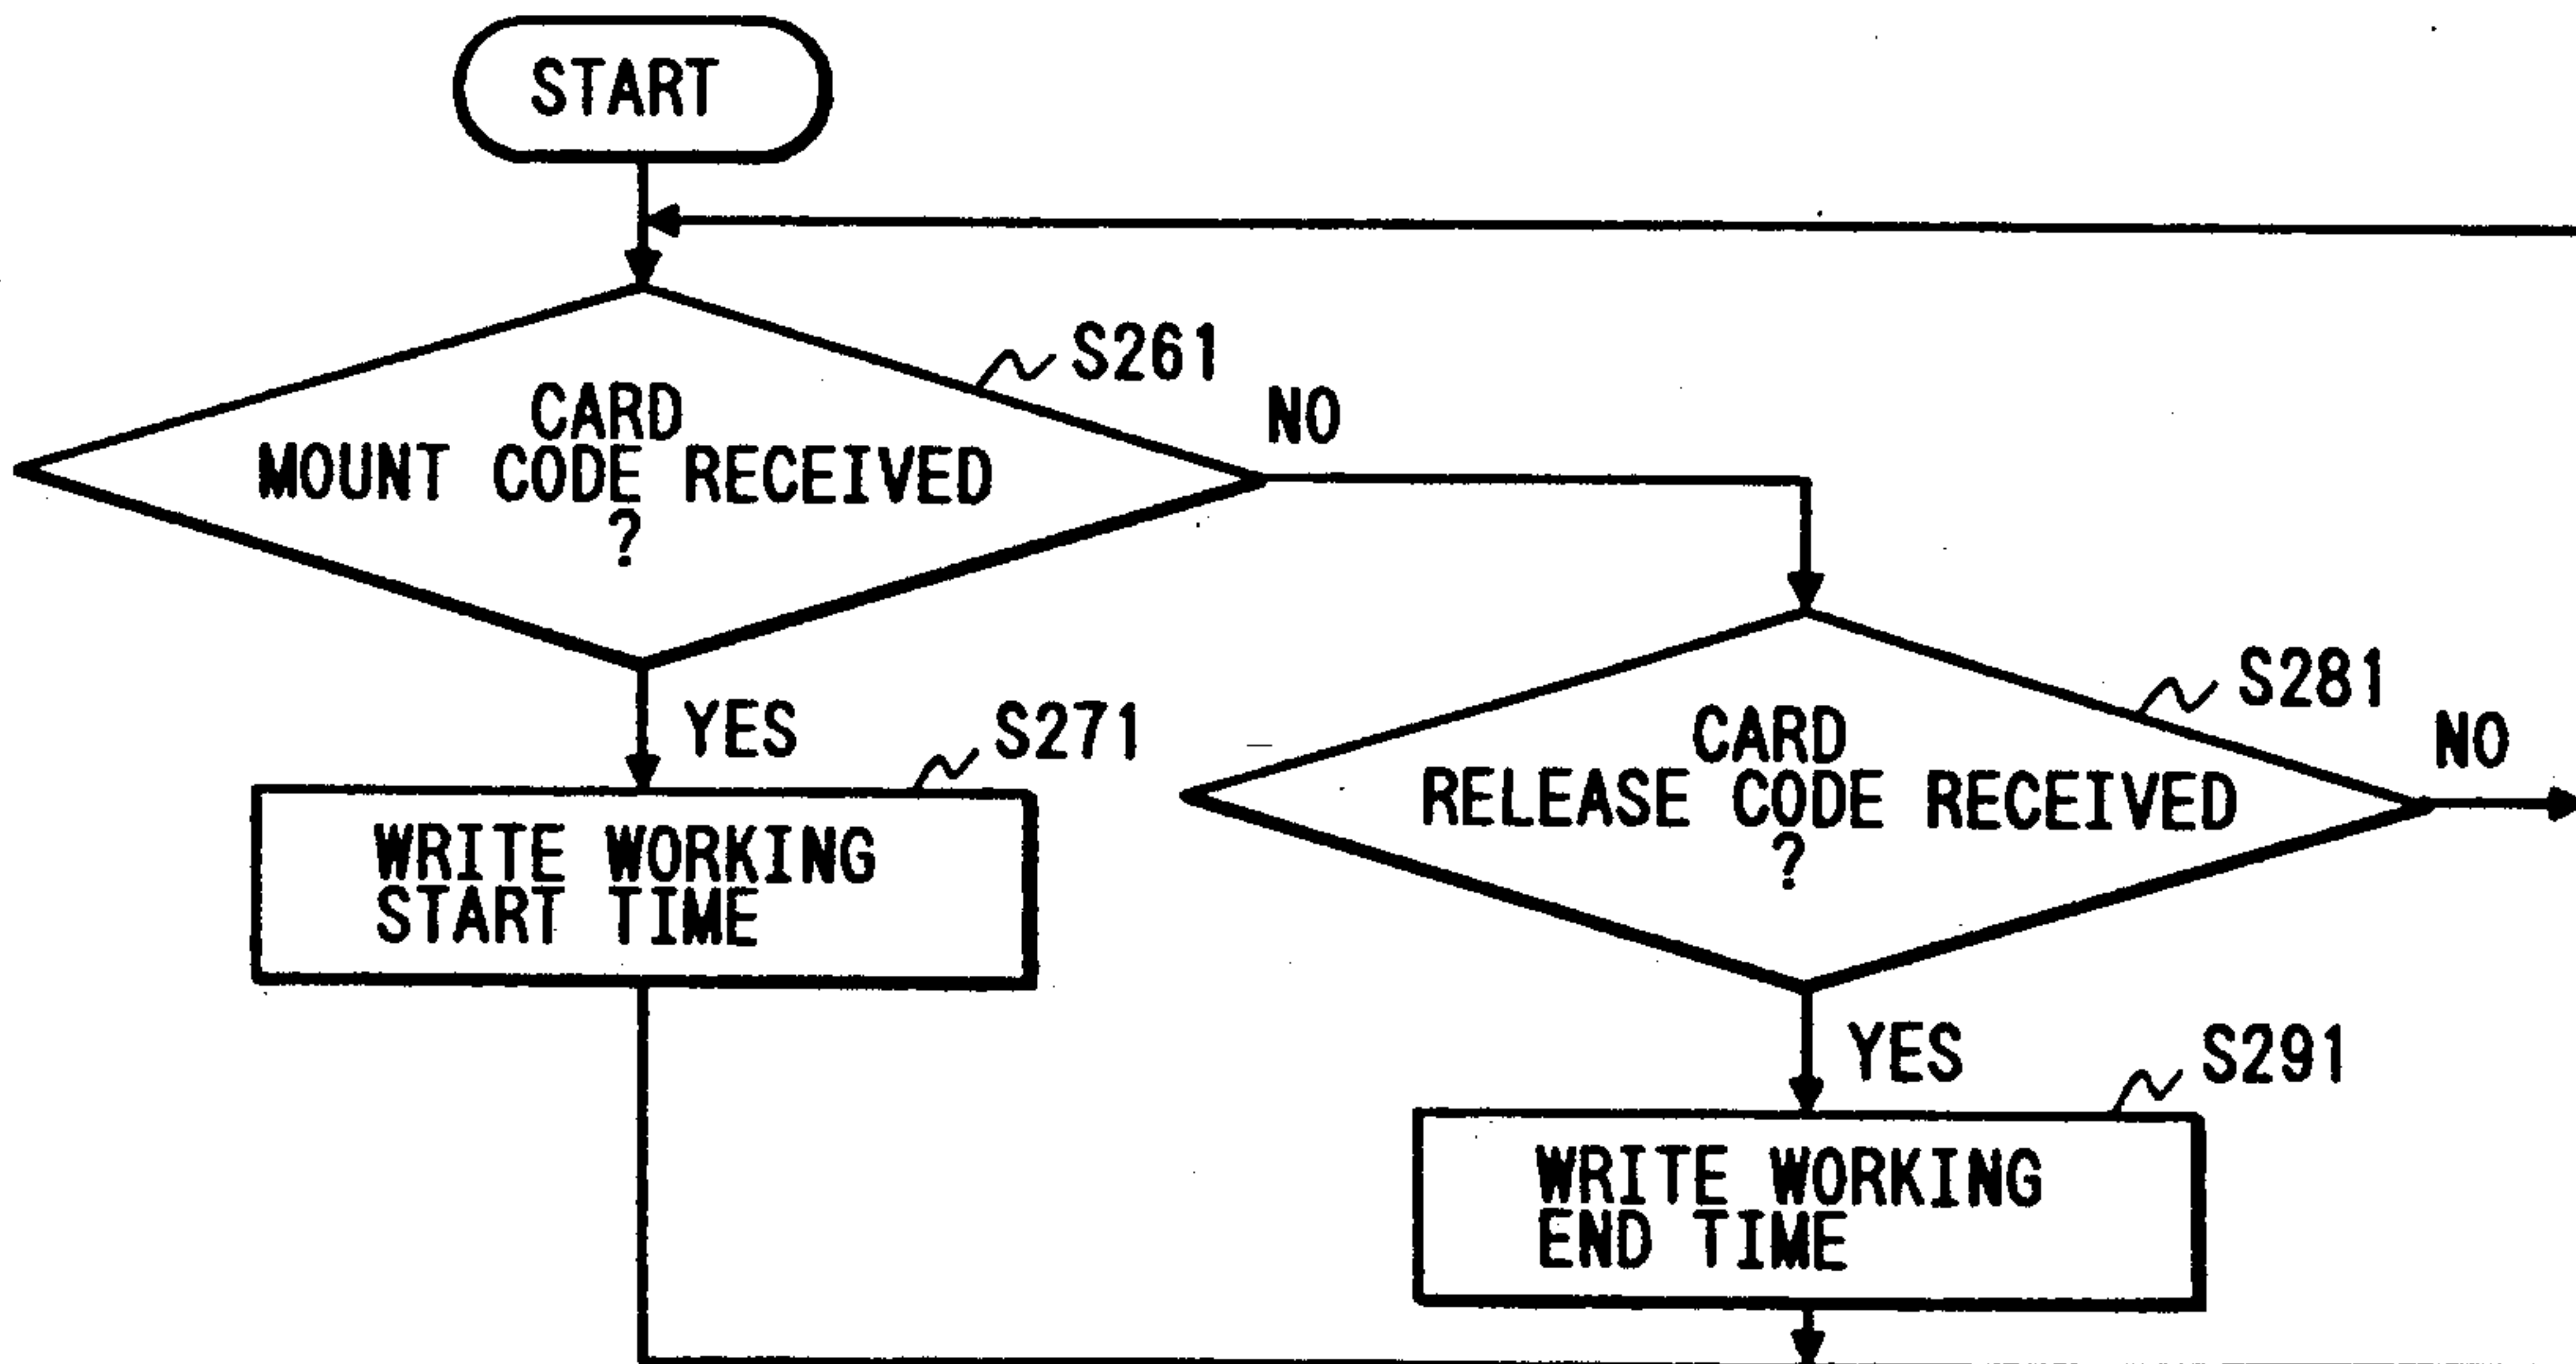 START
S261
CARD
MOUNT CODE RECEIVED
?
NO
YES
S271
WRITE WORKING
START TIME
S281
CARD
RELEASE CODE RECEIVED
?
NO
YES
S291
WRITE WORKING
END TIME